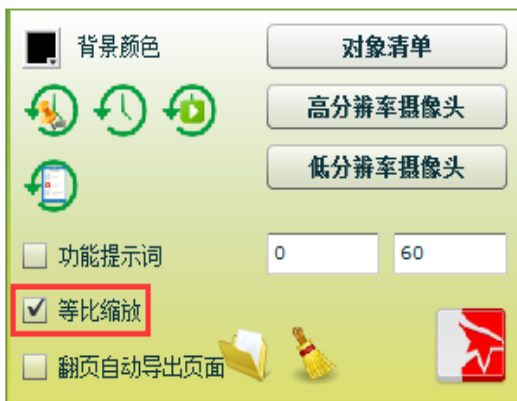 背景颜色
对象清单
高分辨率摄像头
低分辨率摄像头
功能提示词
0
60
等比缩放
翻页自动导出页面